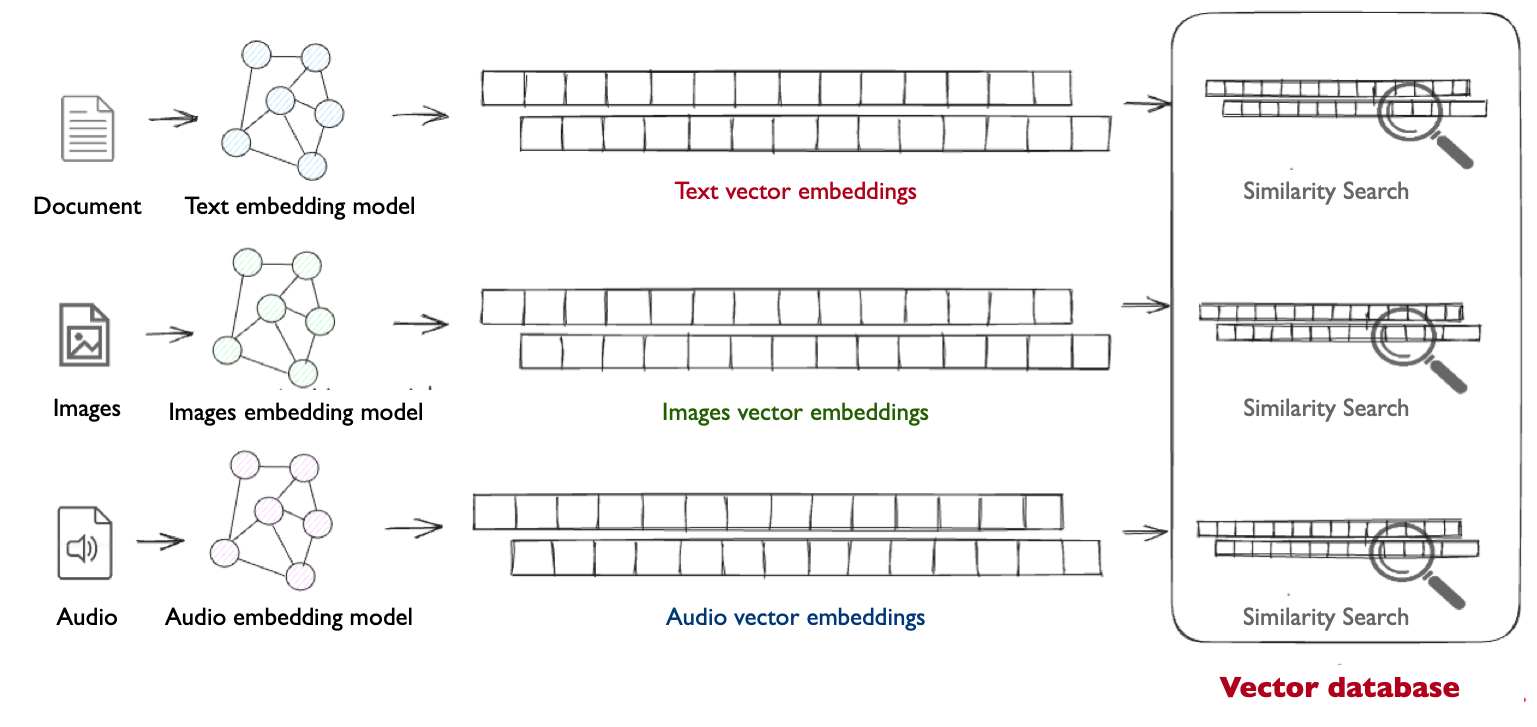 Document
Text embedding model
Text vector embeddings
Similarity Search
Images
Images embedding model
Images vector embeddings
Similarity Search
Audio
Audio embedding model
Audio vector embeddings
Similarity Search
Vector database